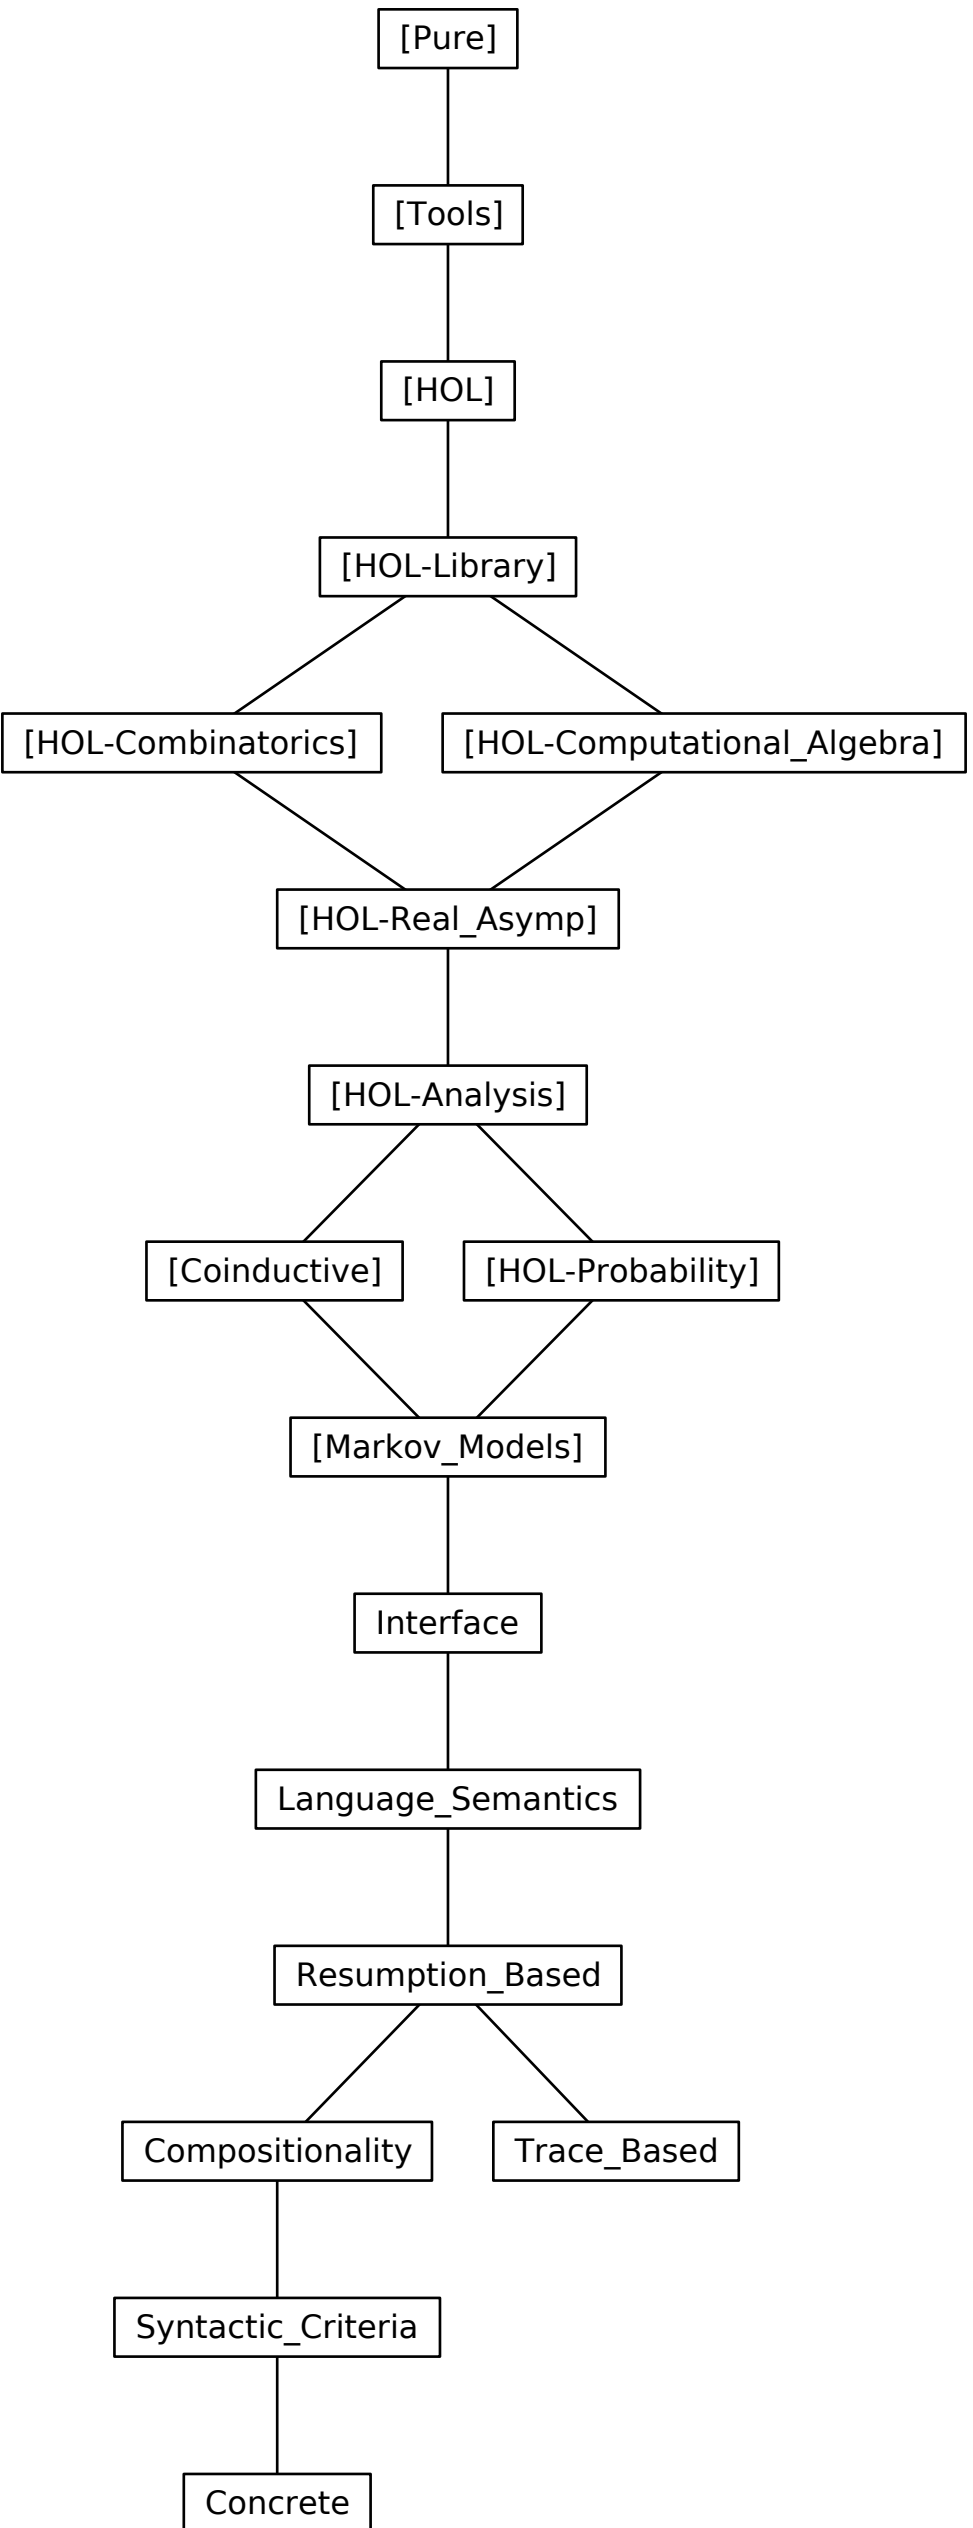 [Pure]
[Tools]
[HOL]
[HOL-Library]
[HOL-Combinatorics]
[HOL-Computational_Algebra]
[HOL-Real_Asymp]
[HOL-Analysis]
[Coinductive]
[HOL-Probability]
[Markov_Models]
Interface
Language_Semantics
Resumption_Based
Compositionality
Trace_Based
Syntactic_Criteria
Concrete